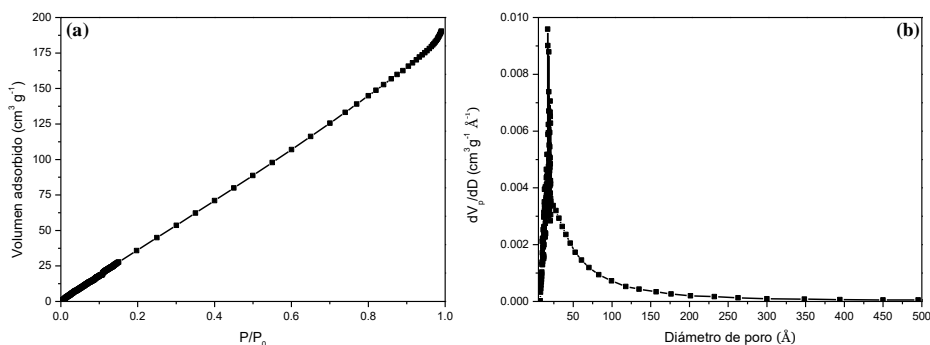 (a)
200
175
150
125
100
75
50
25
0
Volumen adsorbido (cm³ g⁻¹)
0.0 0.2 0.4 0.6 0.8 1.0
P/P₀
(b)
0.010
0.008
0.006
0.004
0.002
0.000
dVₚ/dD (cm³g⁻¹ Å⁻¹)
50 100 150 200 250 300 350 400 450 500
Diámetro de poro (Å)